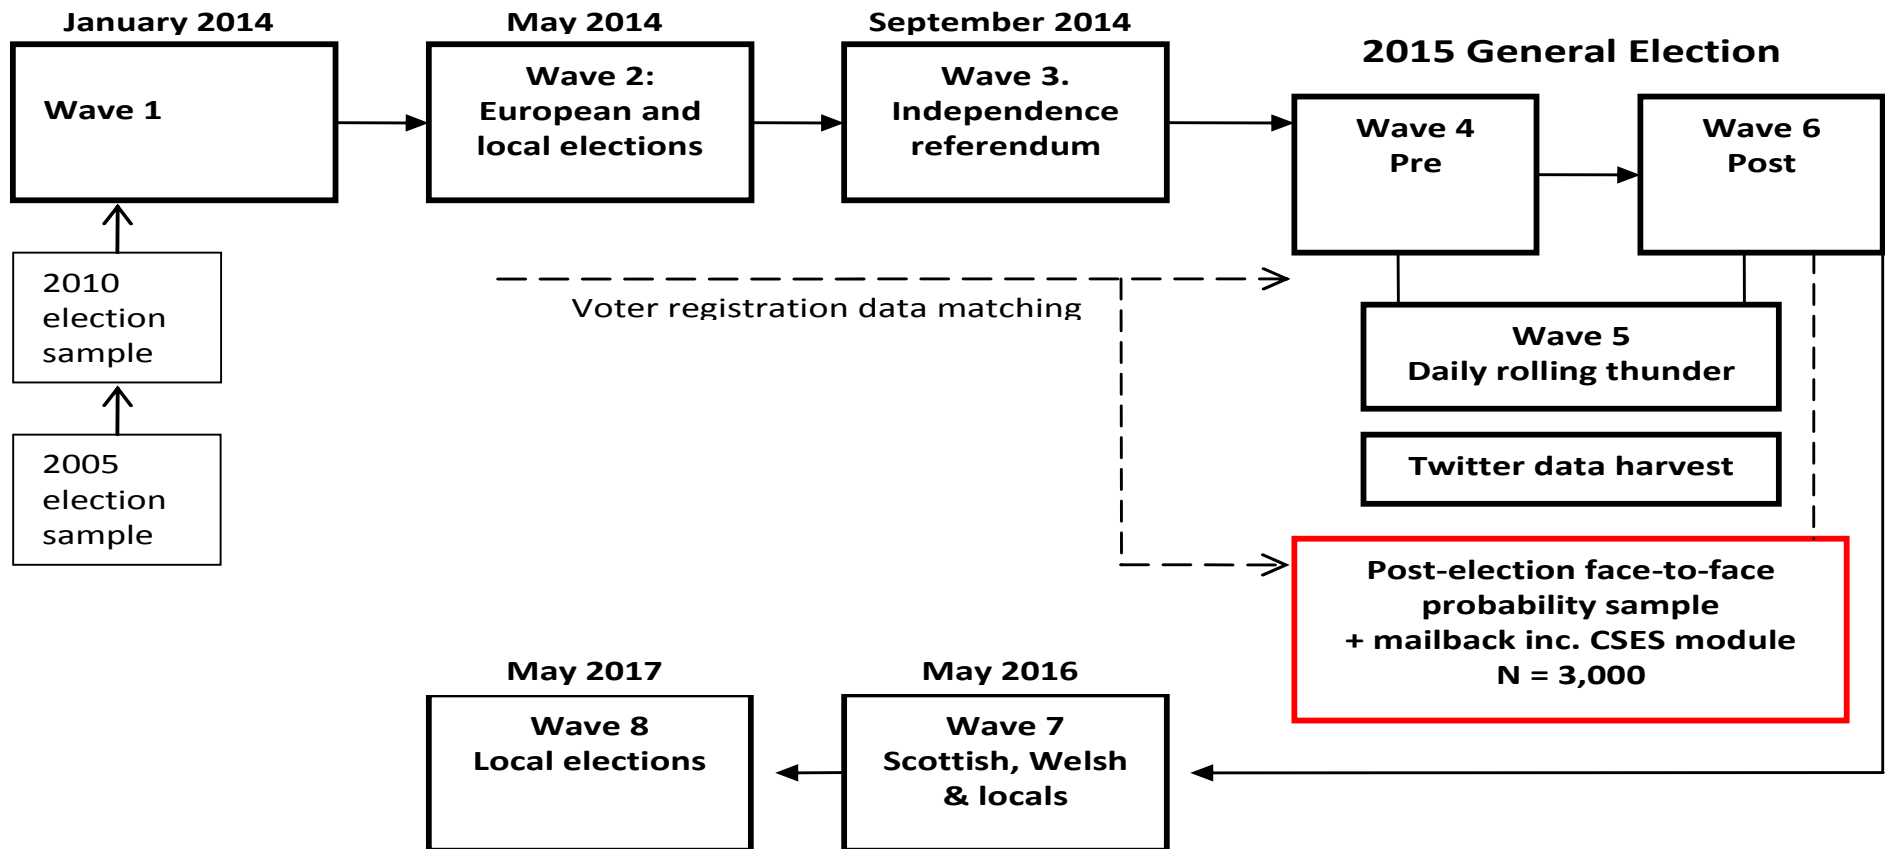 January 2014
Wave 1
May 2014
Wave 2:
European and
local elections
September 2014
Wave 3.
Independence
referendum
2015 General Election
Wave 4
Pre
Wave 6
Post
2010
election
sample
2005
election
sample
Voter registration data matching
Wave 5
Daily rolling thunder
Twitter data harvest
Post-election face-to-face
probability sample
+ mailback inc. CSES module
N = 3,000
May 2017
Wave 8
Local elections
May 2016
Wave 7
Scottish, Welsh
& locals